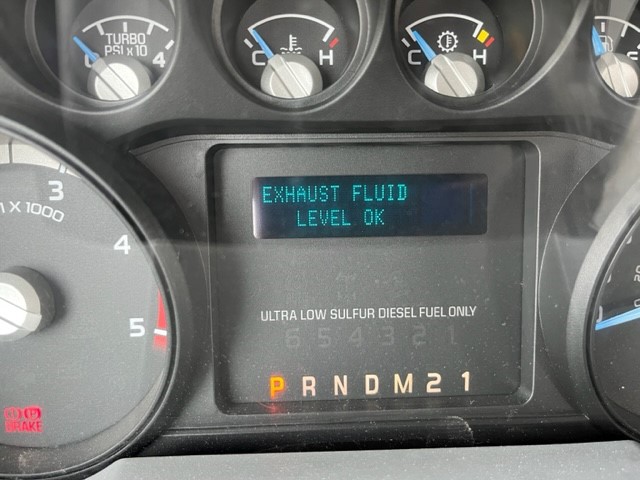 TURBO
PSI x 10
4
C H
C H
3
1 X 1000
4
5
EXHAUST FLUID
LEVEL OK
ULTRA LOW SULFUR DIESEL FUEL ONLY
6 5 4 3 2 1
P R N D M 2 1
BRAKE